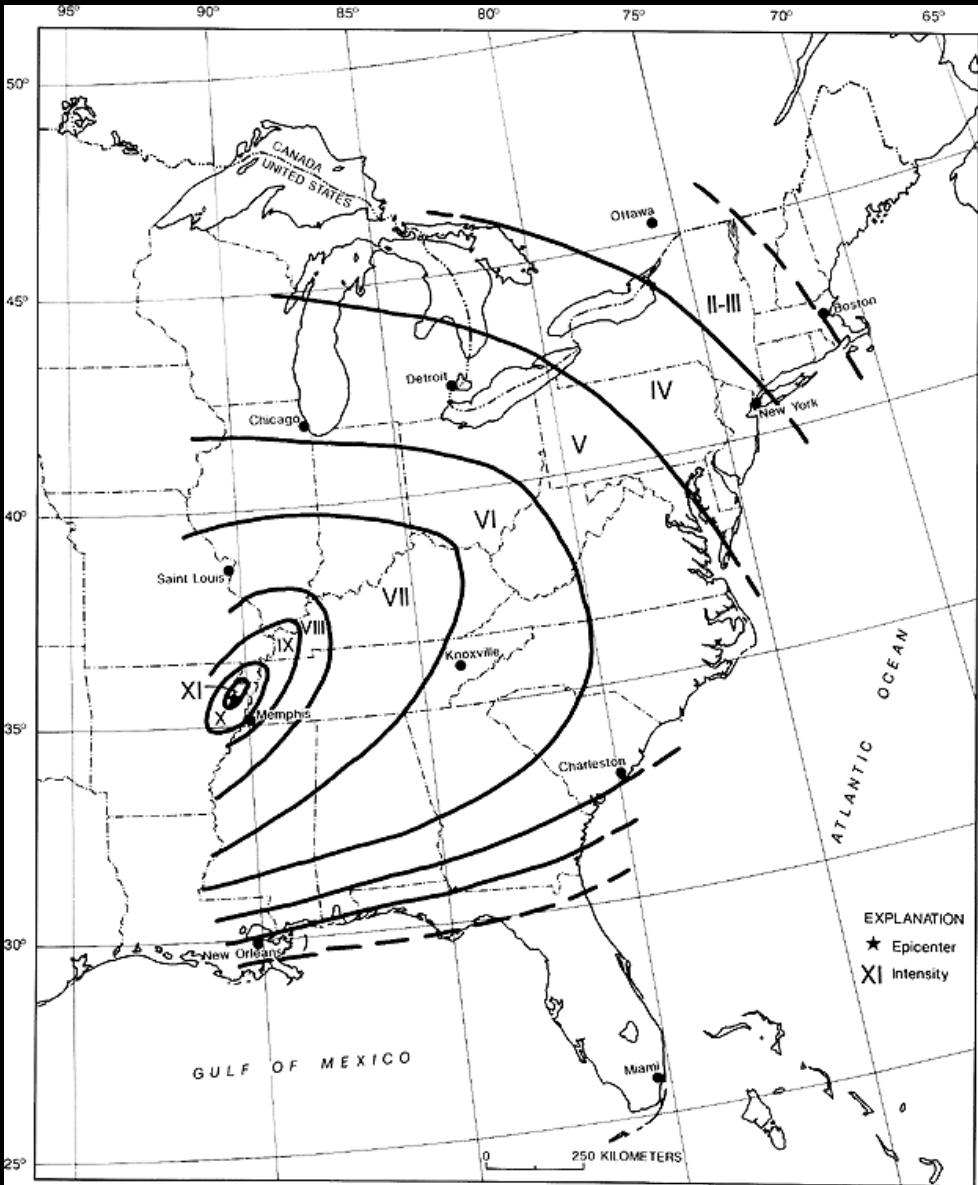 95° 90° 85° 80° 75° 70° 65°
50°
CANADA
UNITED STATES
Ottawa
45°
II-III
Boston
Detroit
IV
New York
Chicago
V
40°
VI
Saint Louis
VII
VIII
IX
Knoxville
XI
X
Memphis
35°
Charleston
ATLANTIC OCEAN
EXPLANATION
★ Epicenter
XI Intensity
30°
New Orleans
GULF OF MEXICO
Miami
25°
0 250 KILOMETERS